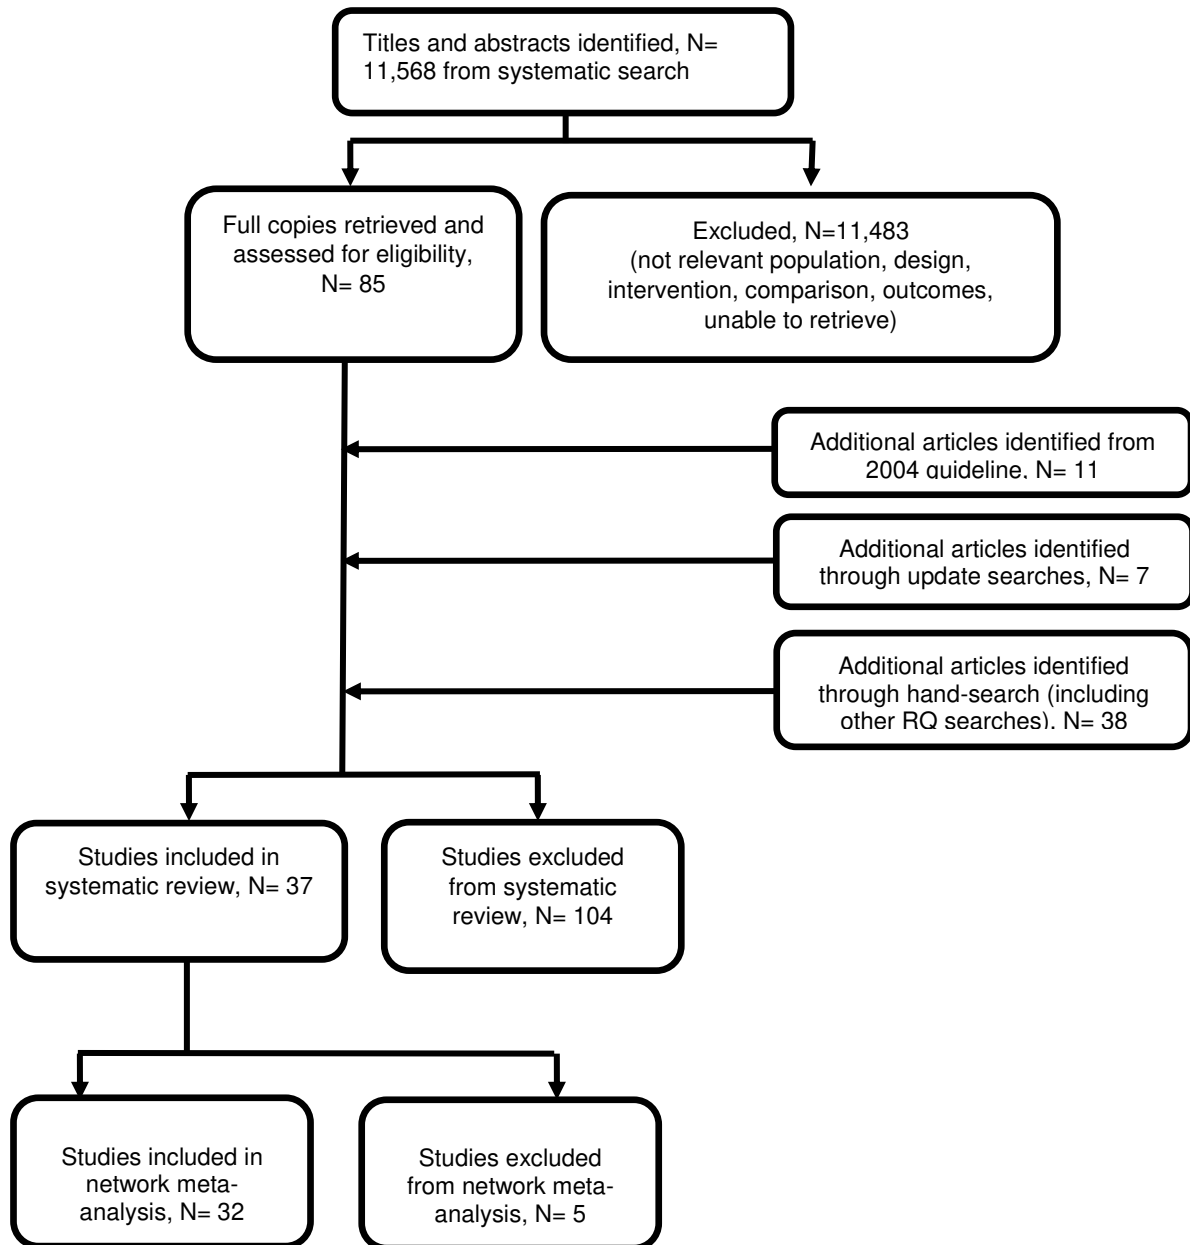 Titles and abstracts identified, N=
11,568 from systematic search
Full copies retrieved and
assessed for eligibility,
N= 85
Excluded, N=11,483
(not relevant population, design,
intervention, comparison, outcomes,
unable to retrieve)
Additional articles identified from
2004 guideline, N= 11
Additional articles identified
through update searches, N= 7
Additional articles identified
through hand-search (including
other RQ searches), N= 38
Studies included in
systematic review, N= 37
Studies excluded
from systematic
review, N= 104
Studies included in
network meta-
analysis, N= 32
Studies excluded
from network meta-
analysis, N= 5